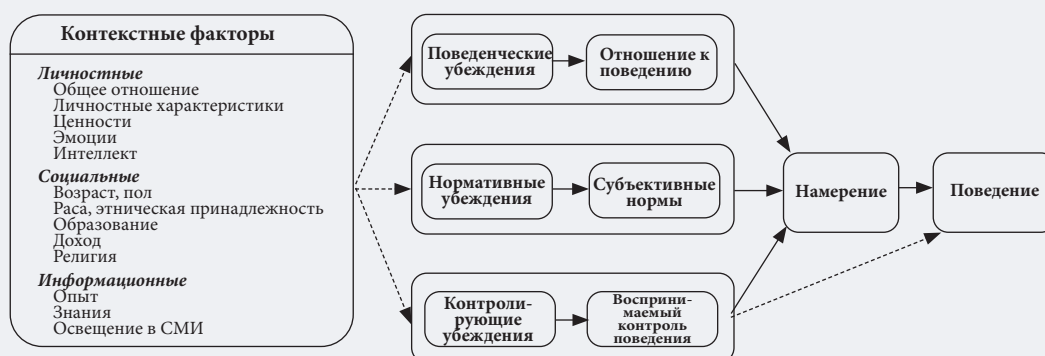 Контекстные факторы
Личностные
Общее отношение
Личностные характеристики
Ценности
Эмоции
Интеллект
Социальные
Возраст, пол
Раса, этническая принадлежность
Образование
Доход
Религия
Информационные
Опыт
Знания
Освещение в СМИ
Поведенческие
убеждения
Отношение к
поведению
Нормативные
убеждения
Субъективные
нормы
Контроли-
рующие
убеждения
Восприни-
маемый
контроль
поведения
Намерение
Поведение